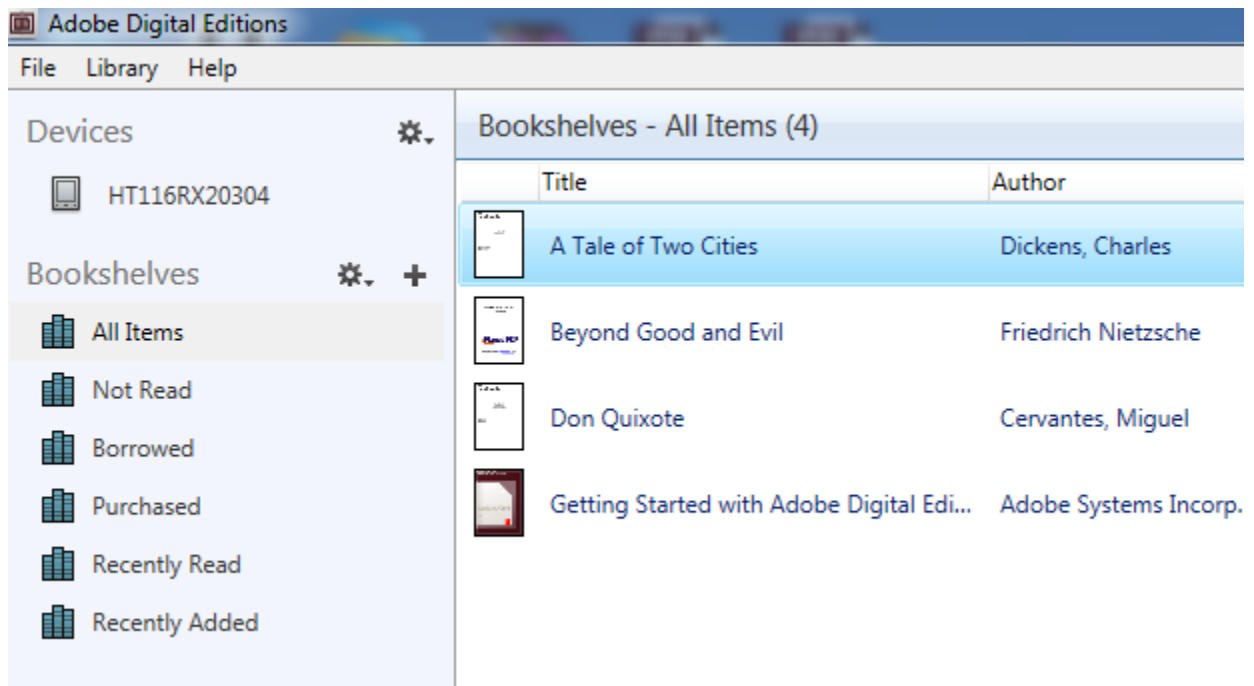 Adobe Digital Editions
File Library Help
Devices
HT116RX20304
Bookshelves
All Items
Not Read
Borrowed
Purchased
Recently Read
Recently Added
Bookshelves - All Items (4)
Title Author
A Tale of Two Cities Dickens, Charles
Beyond Good and Evil Friedrich Nietzsche
Don Quixote Cervantes, Miguel
Getting Started with Adobe Digital Edi... Adobe Systems Incorp.